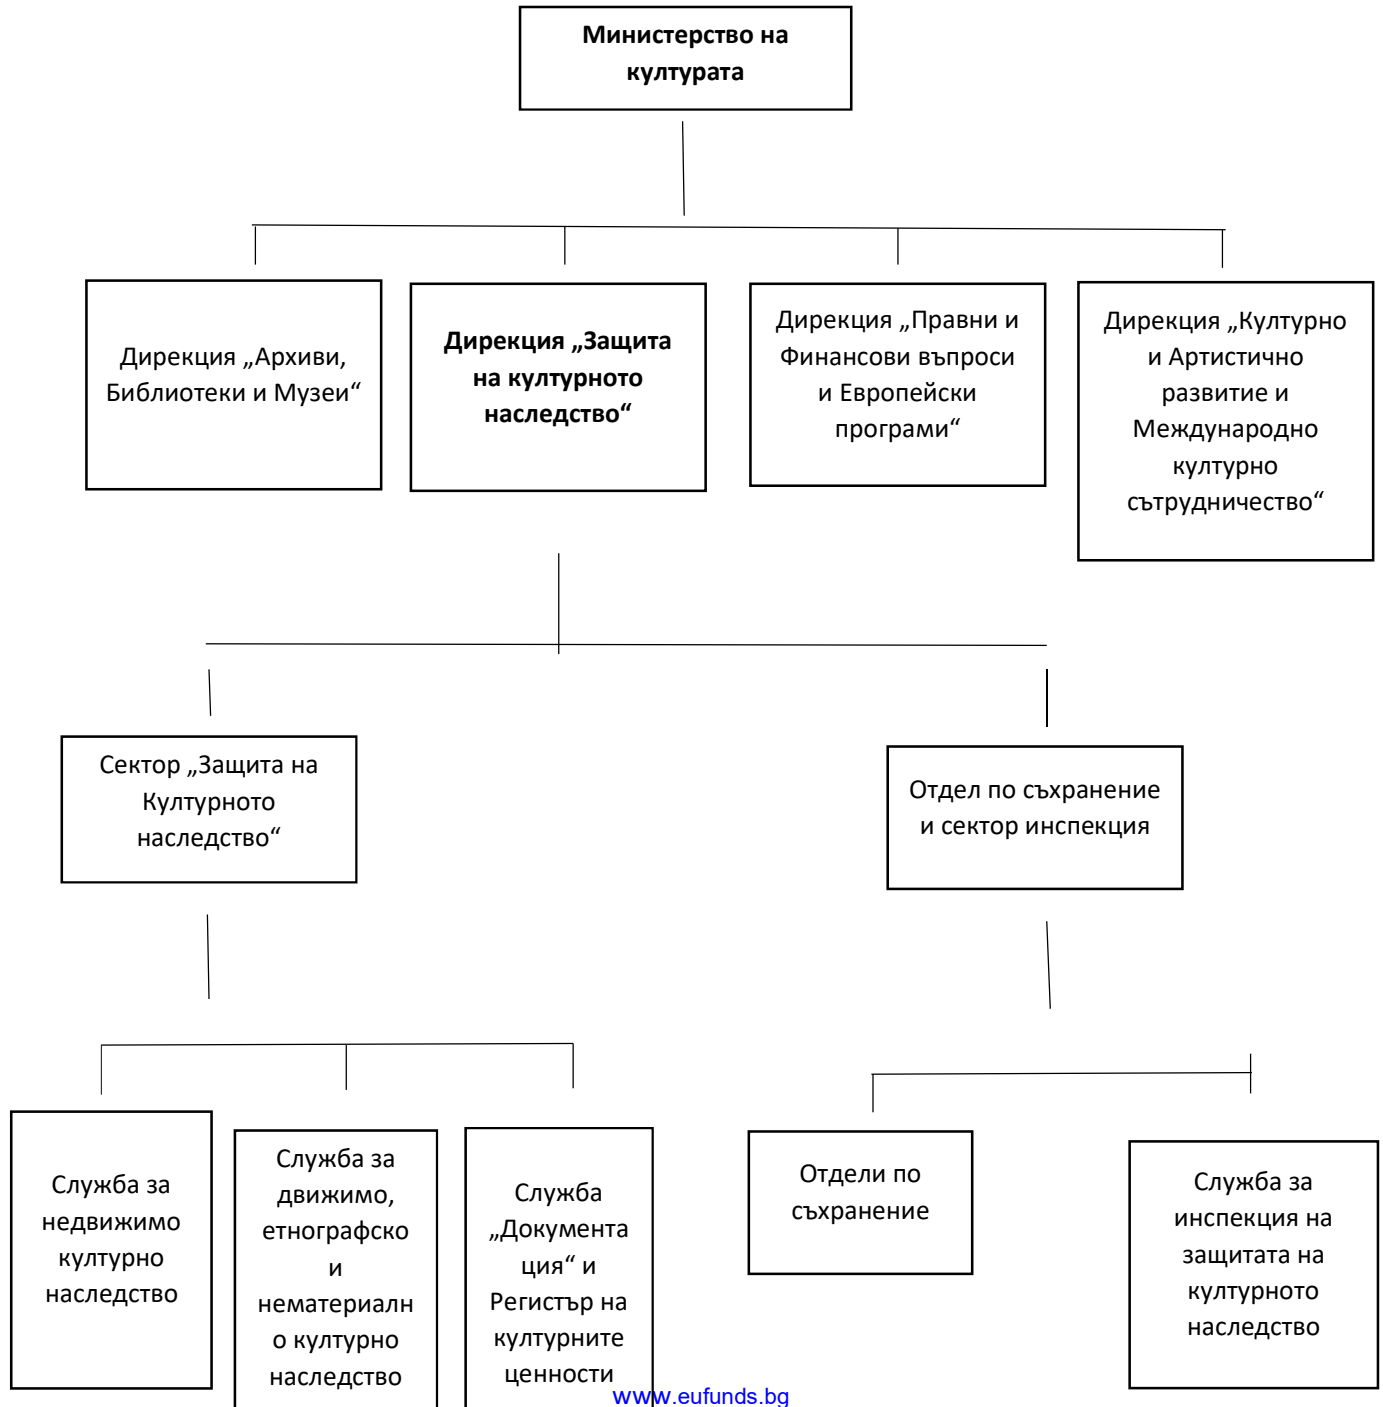 Министерство на
културата
Дирекция „Архиви,
Библиотеки и Музеи“
Дирекция „Защита
на културното
наследство“
Дирекция „Правни и
Финансови въпроси
и Европейски
програми“
Дирекция „Културно
и Артистично
развитие и
Международно
културно
сътрудничество“
Сектор „Защита на
Културното
наследство“
Отдел по съхранение
и сектор инспекция
Служба за
недвижимо
културно
наследство
Служба за
движимо,
етнографско
и
нематериалн
о културно
наследство
Служба
„Документа
ция“ и
Регистър на
културните
ценности
Отдели по
съхранение
Служба за
инспекция на
защитата на
културното
наследство
www.eufunds.bg